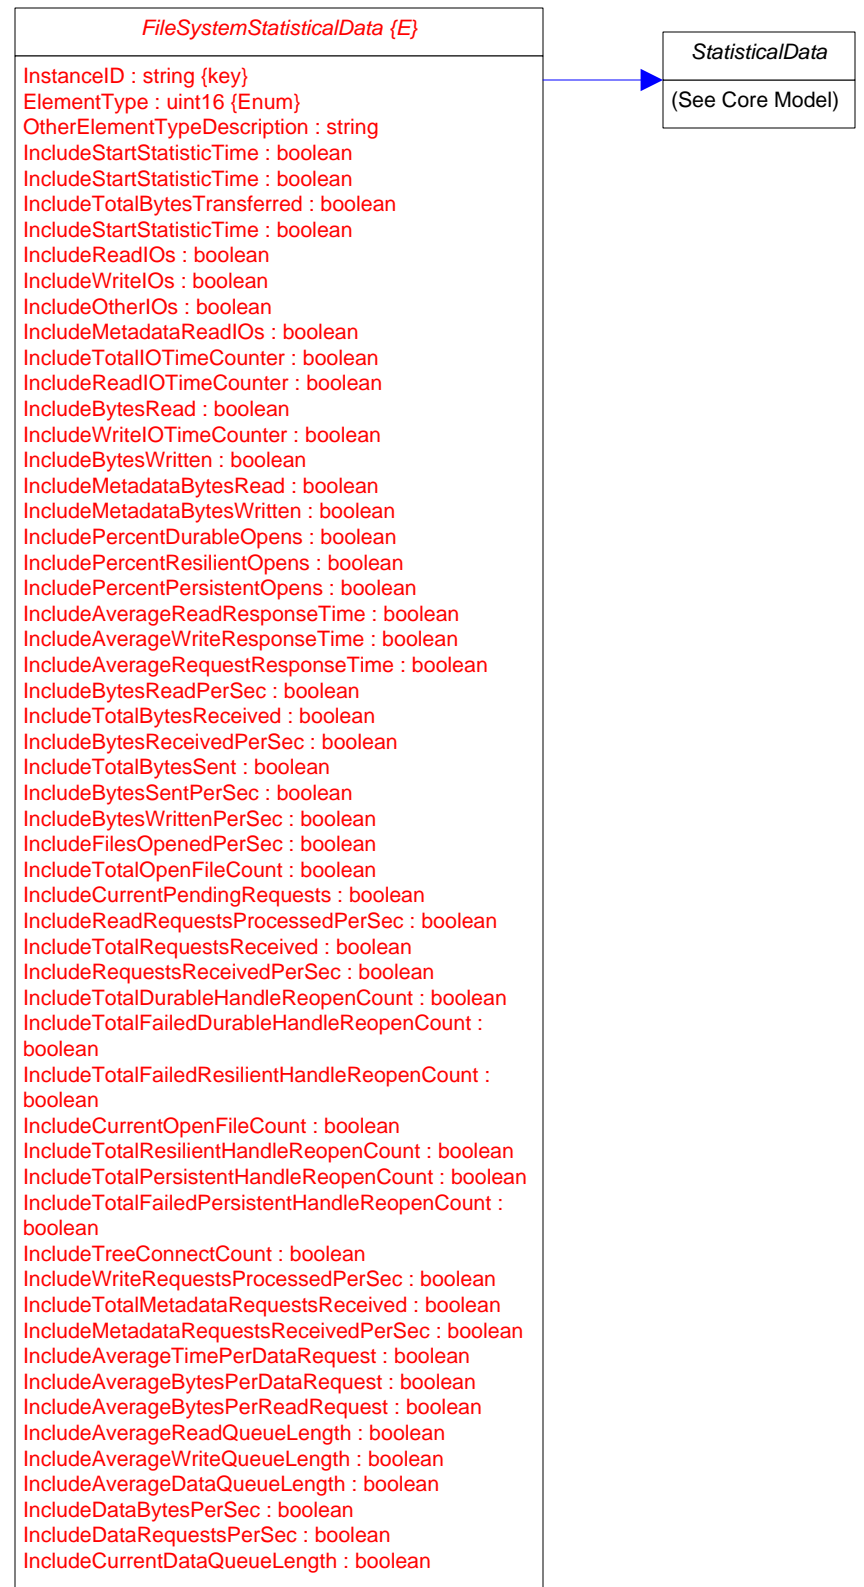 FileSystemStatisticalData {E}
InstanceID : string {key}
ElementType : uint16 {Enum}
OtherElementTypeDescription : string
IncludeStartStatisticTime : boolean
IncludeStartStatisticTime : boolean
IncludeTotalBytesTransferred : boolean
IncludeStartStatisticTime : boolean
IncludeReadIOs : boolean
IncludeWriteIOs : boolean
IncludeOtherIOs : boolean
IncludeMetadataReadIOs : boolean
IncludeTotalIOTimeCounter : boolean
IncludeReadIOTimeCounter : boolean
IncludeBytesRead : boolean
IncludeWriteIOTimeCounter : boolean
IncludeBytesWritten : boolean
IncludeMetadataBytesRead : boolean
IncludeMetadataBytesWritten : boolean
IncludePercentDurableOpens : boolean
IncludePercentResilientOpens : boolean
IncludePercentPersistentOpens : boolean
IncludeAverageReadResponseTime : boolean
IncludeAverageWriteResponseTime : boolean
IncludeAverageRequestResponseTime : boolean
IncludeBytesReadPerSec : boolean
IncludeTotalBytesReceived : boolean
IncludeBytesReceivedPerSec : boolean
IncludeTotalBytesSent : boolean
IncludeBytesSentPerSec : boolean
IncludeBytesWrittenPerSec : boolean
IncludeFilesOpenedPerSec : boolean
IncludeTotalOpenFileCount : boolean
IncludeCurrentPendingRequests : boolean
IncludeReadRequestsProcessedPerSec : boolean
IncludeTotalRequestsReceived : boolean
IncludeRequestsReceivedPerSec : boolean
IncludeTotalDurableHandleReopenCount : boolean
IncludeTotalFailedDurableHandleReopenCount :
boolean
IncludeTotalFailedResilientHandleReopenCount :
boolean
IncludeCurrentOpenFileCount : boolean
IncludeTotalResilientHandleReopenCount : boolean
IncludeTotalPersistentHandleReopenCount : boolean
IncludeTotalFailedPersistentHandleReopenCount :
boolean
IncludeTreeConnectCount : boolean
IncludeWriteRequestsProcessedPerSec : boolean
IncludeTotalMetadataRequestsReceived : boolean
IncludeMetadataRequestsReceivedPerSec : boolean
IncludeAverageTimePerDataRequest : boolean
IncludeAverageBytesPerDataRequest : boolean
IncludeAverageBytesPerReadRequest : boolean
IncludeAverageReadQueueLength : boolean
IncludeAverageWriteQueueLength : boolean
IncludeAverageDataQueueLength : boolean
IncludeDataBytesPerSec : boolean
IncludeDataRequestsPerSec : boolean
IncludeCurrentDataQueueLength : boolean
StatisticalData
(See Core Model)